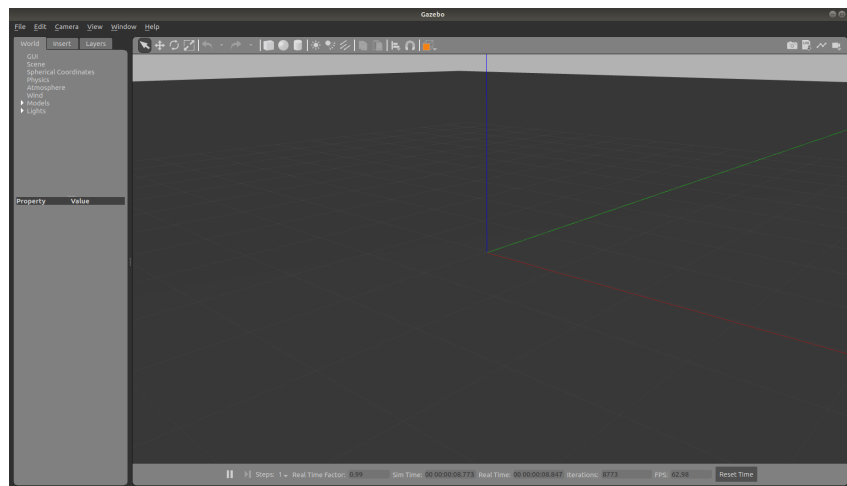 Gazebo
File Edit Camera View Window Help
World Insert Layers
GUI
Scene
Spherical Coordinates
Physics
Atmosphere
Wind
Models
Lights
Property Value
Steps: 1 Real Time Factor: 0.99 Sim Time: 00 00:00:08.773 Real Time: 00 00:00:08.847 Iterations: 8773 FPS: 62.98 Reset Time